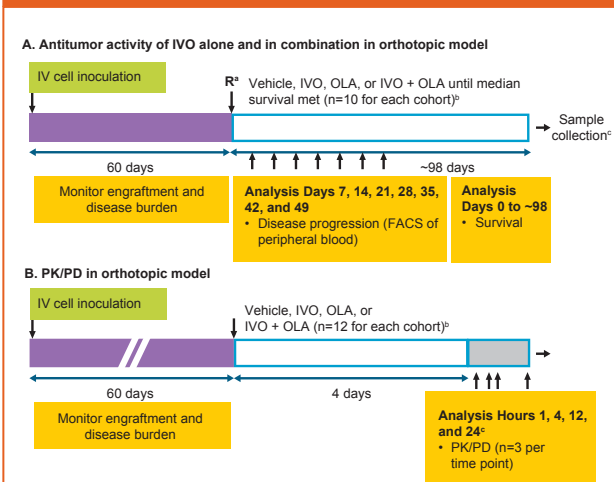 A. Antitumor activity of IVO alone and in combination in orthotopic model
IV cell inoculation
Rᵃ
Vehicle, IVO, OLA, or IVO + OLA until median
survival met (n=10 for each cohort)ᵇ
Sample
collectionᶜ
60 days
~98 days
Monitor engraftment and
disease burden
Analysis Days 7, 14, 21, 28, 35,
42, and 49
• Disease progression (FACS of
peripheral blood)
Analysis
Days 0 to ~98
• Survival
B. PK/PD in orthotopic model
IV cell inoculation
Vehicle, IVO, OLA, or
IVO + OLA (n=12 for each cohort)ᵇ
60 days
4 days
Monitor engraftment and
disease burden
Analysis Hours 1, 4, 12,
and 24ᶜ
• PK/PD (n=3 per
time point)